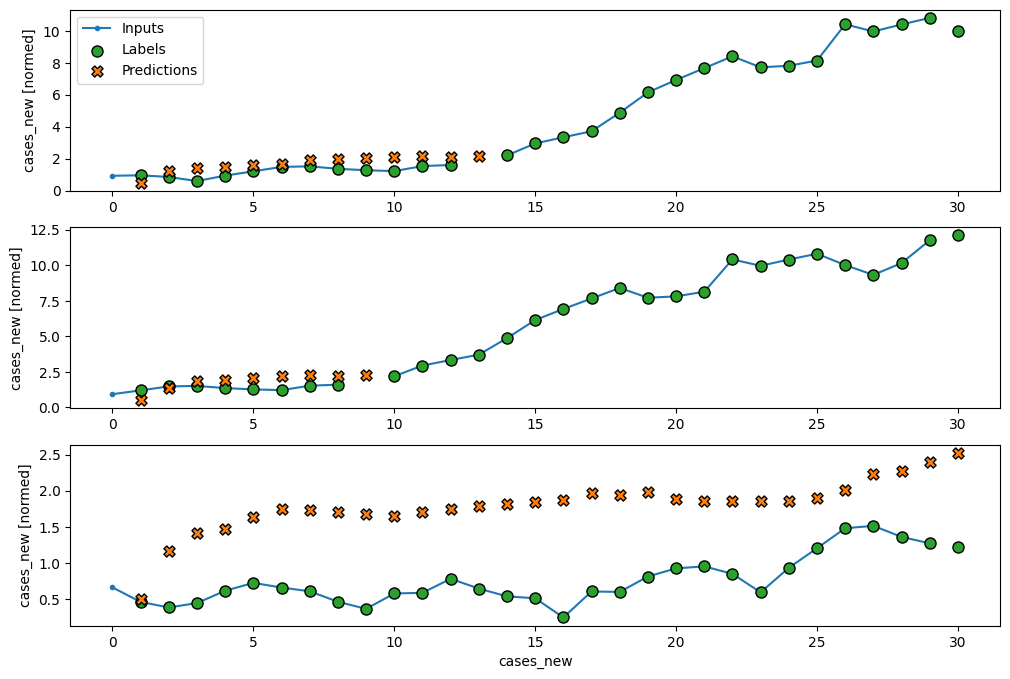 cases_new [normed]
10
8
6
4
2
0
Inputs
Labels
Predictions
0 5 10 15 20 25 30
cases_new [normed]
12.5
10.0
7.5
5.0
2.5
0.0
0 5 10 15 20 25 30
cases_new [normed]
2.5
2.0
1.5
1.0
0.5
0 5 10 15 20 25 30
cases_new